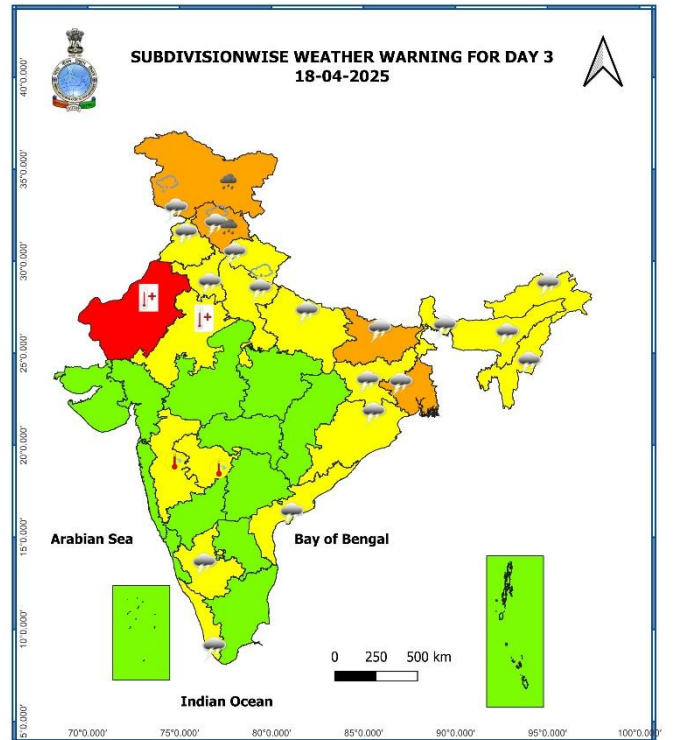 SUBDIVISIONWISE WEATHER WARNING FOR DAY 3
18-04-2025
40°0.000'
35°0.000'
30°0.000'
25°0.000'
20°0.000'
15°0.000'
10°0.000'
5°0.000'
Arabian Sea
Bay of Bengal
Indian Ocean
0 250 500 km
70°0.000' 75°0.000' 80°0.000' 85°0.000' 90°0.000' 95°0.000' 100°0.000'